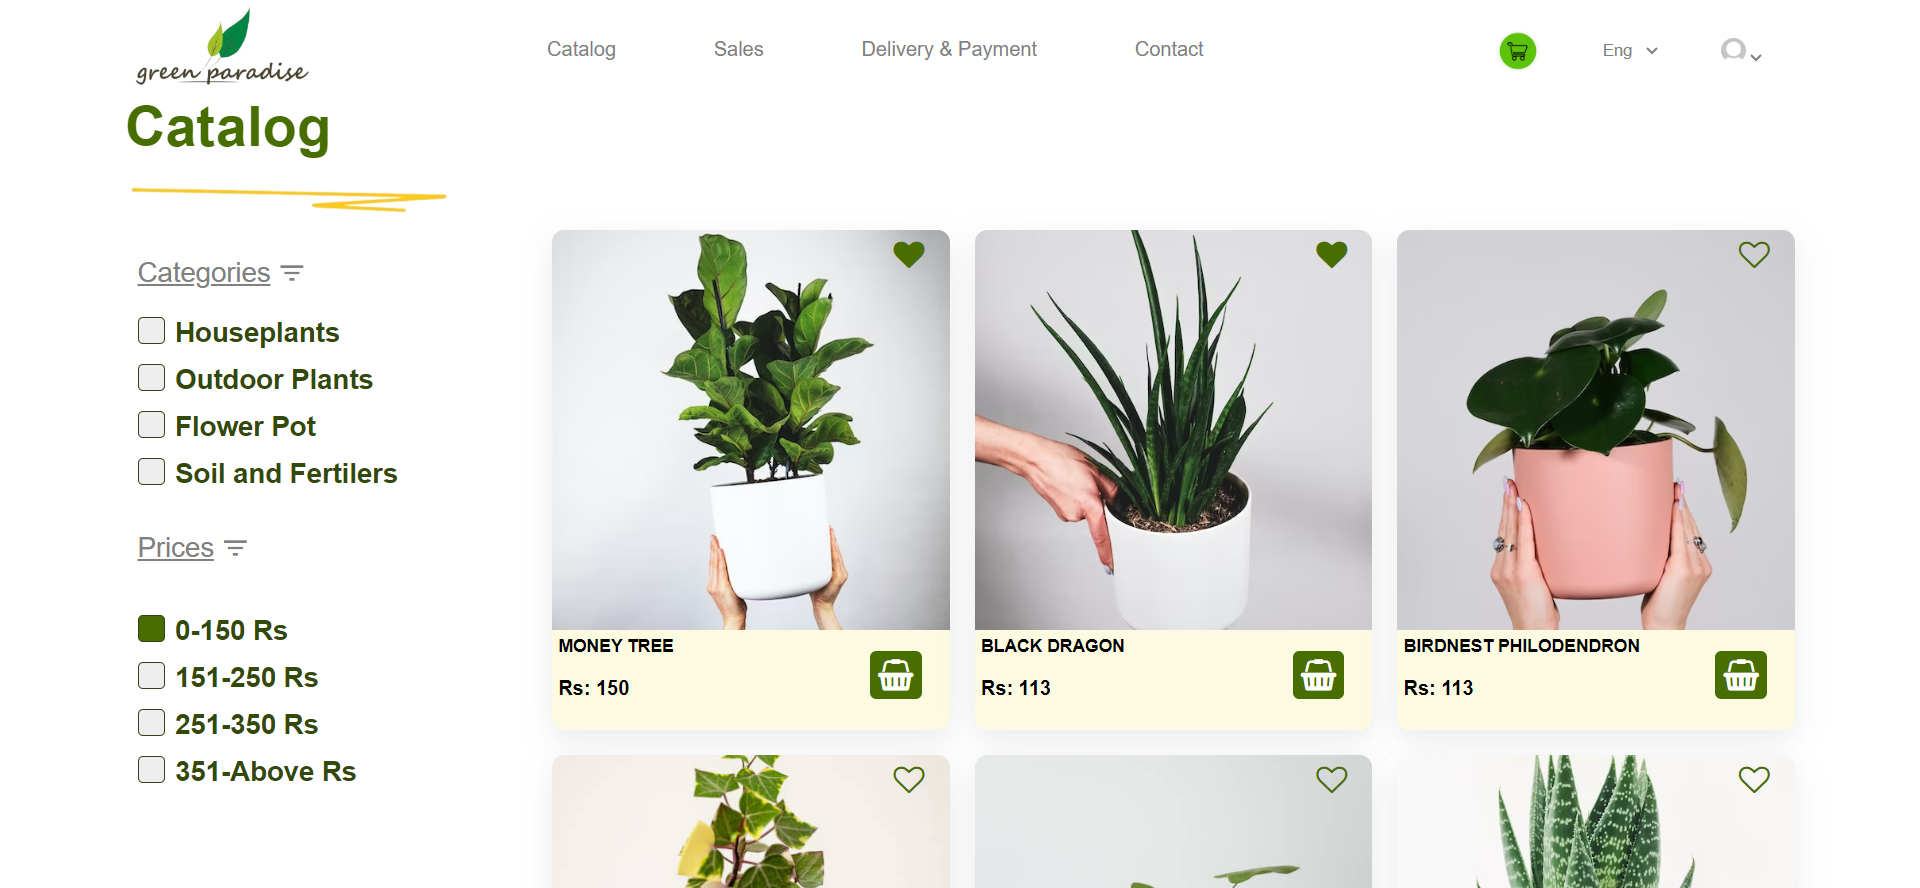 green paradise
Catalog
Sales
Delivery & Payment
Contact
Eng
Catalog
Categories
Houseplants
Outdoor Plants
Flower Pot
Soil and Fertilers
Prices
0-150 Rs
151-250 Rs
251-350 Rs
351-Above Rs
MONEY TREE
Rs: 150
BLACK DRAGON
Rs: 113
BIRDNEST PHILODENDRON
Rs: 113